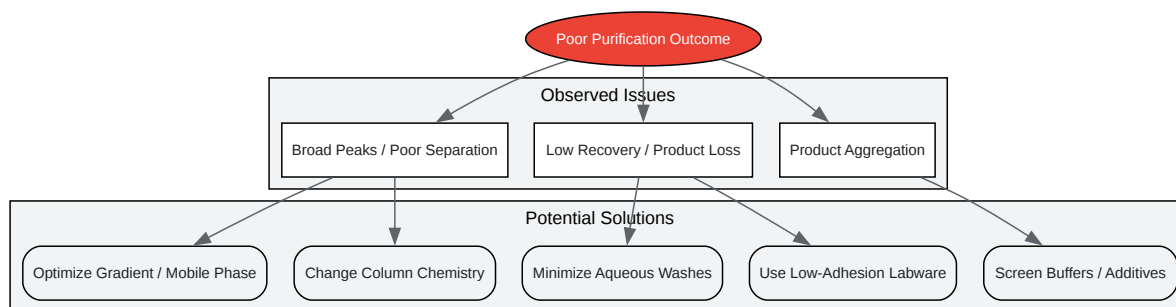 Poor Purification Outcome
Observed Issues
Broad Peaks / Poor Separation
Low Recovery / Product Loss
Product Aggregation
Potential Solutions
Optimize Gradient / Mobile Phase
Change Column Chemistry
Minimize Aqueous Washes
Use Low-Adhesion Labware
Screen Buffers / Additives